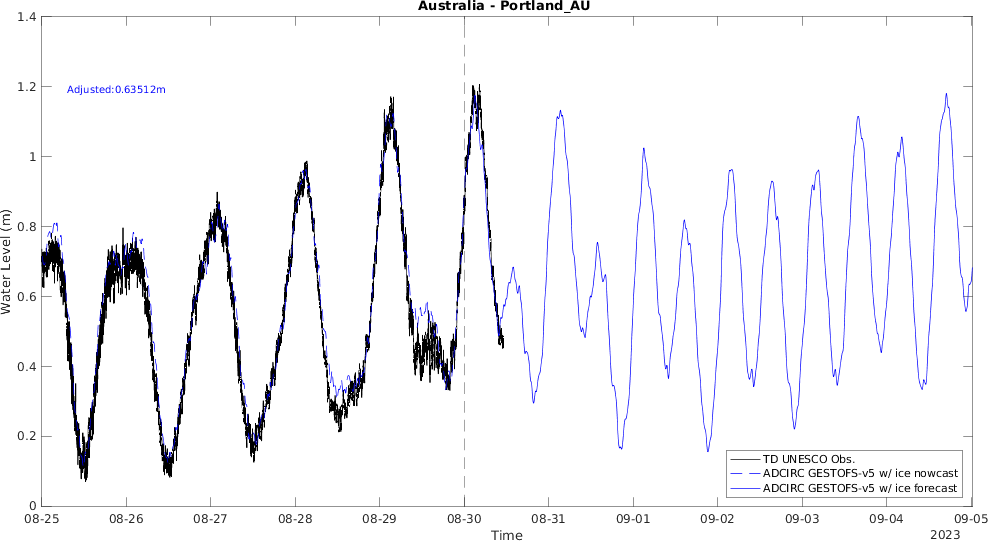 Australia - Portland_AU
1.4
1.2
1
0.8
0.6
0.4
0.2
0
Water Level (m)
Adjusted:0.63512m
TD UNESCO Obs.
ADCIRC GESTOFS-v5 w/ ice nowcast
ADCIRC GESTOFS-v5 w/ ice forecast
08-25 08-26 08-27 08-28 08-29 08-30 08-31 09-01 09-02 09-03 09-04 09-05
Time
2023